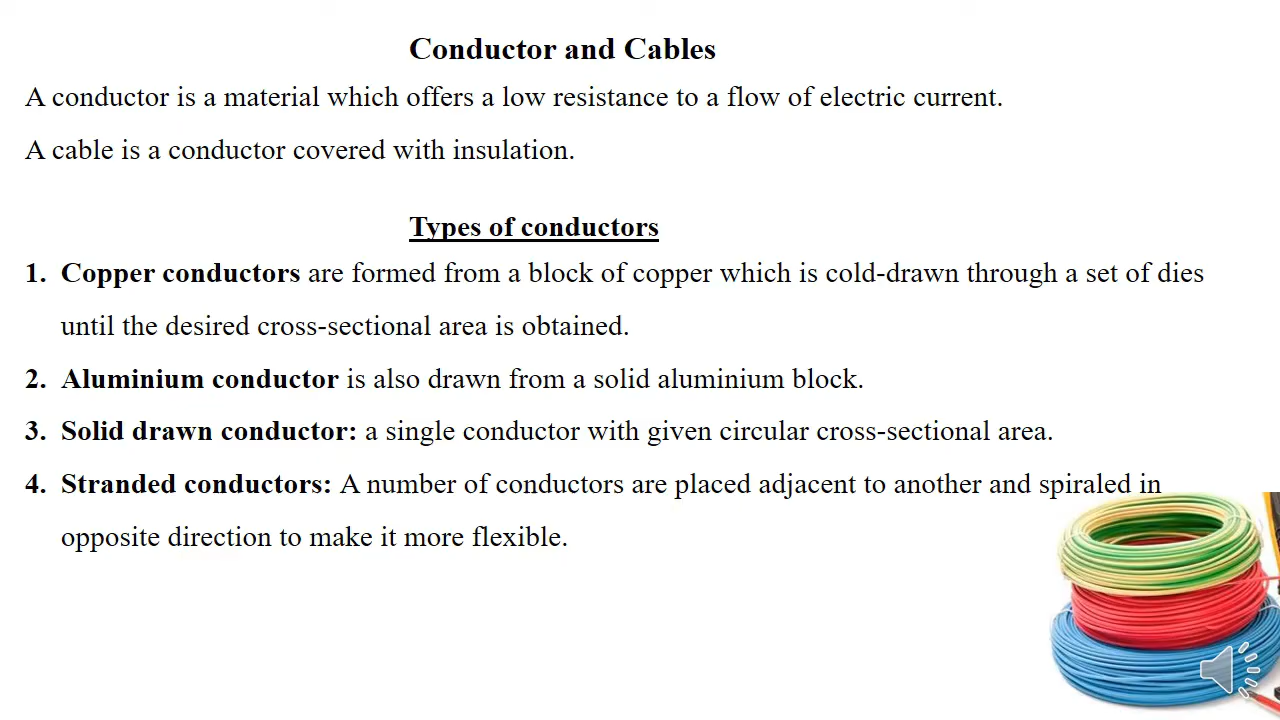 Conductor and Cables
A conductor is a material which offers a low resistance to a flow of electric current.
A cable is a conductor covered with insulation.
Types of conductors
1. Copper conductors are formed from a block of copper which is cold-drawn through a set of dies
until the desired cross-sectional area is obtained.
2. Aluminium conductor is also drawn from a solid aluminium block.
3. Solid drawn conductor: a single conductor with given circular cross-sectional area.
4. Stranded conductors: A number of conductors are placed adjacent to another and spiraled in
opposite direction to make it more flexible.